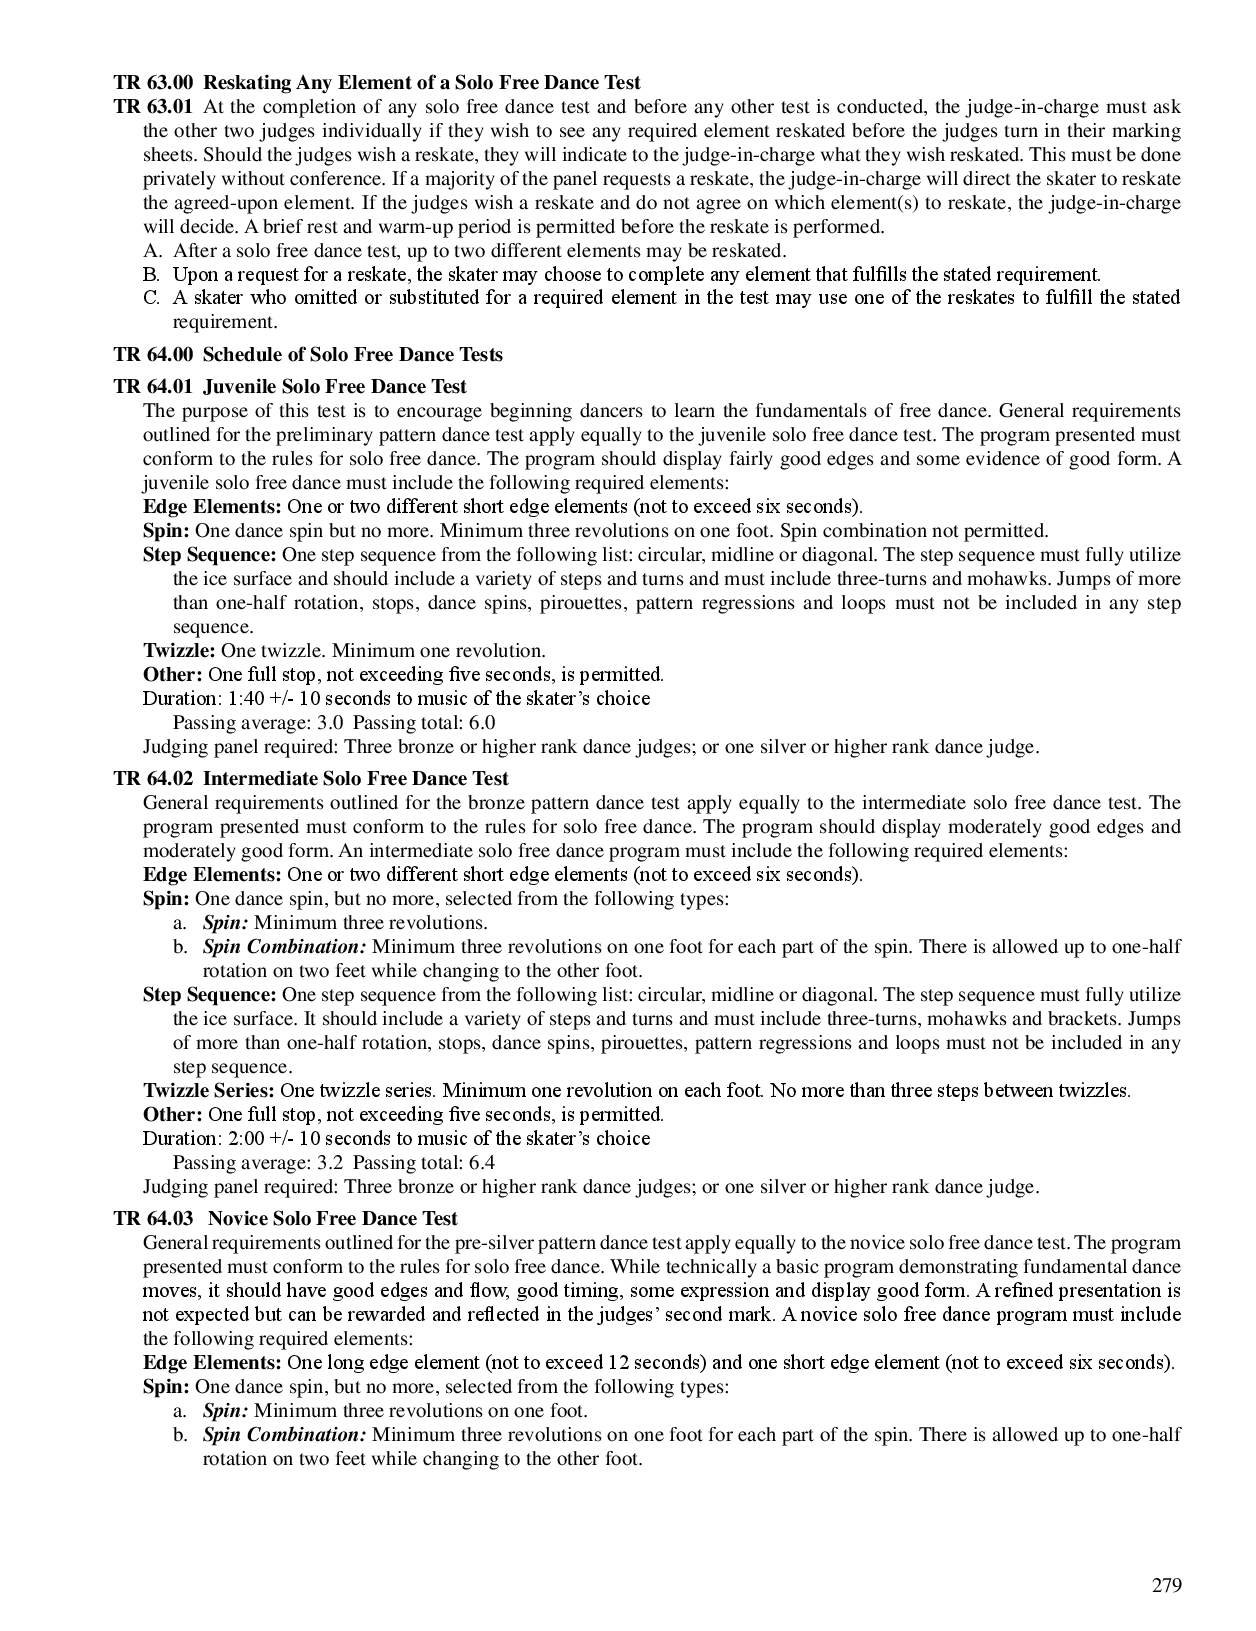 TR 63.00 Reskating Any Element of a Solo Free Dance Test
TR 63.01 At the completion of any solo free dance test and before any other test is conducted, the judge-in-charge must ask
the other two judges individually if they wish to see any required element reskated before the judges turn in their marking
sheets. Should the judges wish a reskate, they will indicate to the judge-in-charge what they wish reskated. This must be done
privately without conference. If a majority of the panel requests a reskate, the judge-in-charge will direct the skater to reskate
the agreed-upon element. If the judges wish a reskate and do not agree on which element(s) to reskate, the judge-in-charge
will decide. A brief rest and warm-up period is permitted before the reskate is performed.
A. After a solo free dance test, up to two different elements may be reskated.
B. Upon a request for a reskate, the skater may choose to complete any element that fulfills the stated requirement.
C. A skater who omitted or substituted for a required element in the test may use one of the reskates to fulfill the stated
requirement.
TR 64.00 Schedule of Solo Free Dance Tests
TR 64.01 Juvenile Solo Free Dance Test
The purpose of this test is to encourage beginning dancers to learn the fundamentals of free dance. General requirements
outlined for the preliminary pattern dance test apply equally to the juvenile solo free dance test. The program presented must
conform to the rules for solo free dance. The program should display fairly good edges and some evidence of good form. A
juvenile solo free dance must include the following required elements:
Edge Elements: One or two different short edge elements (not to exceed six seconds).
Spin: One dance spin but no more. Minimum three revolutions on one foot. Spin combination not permitted.
Step Sequence: One step sequence from the following list: circular, midline or diagonal. The step sequence must fully utilize
the ice surface and should include a variety of steps and turns and must include three-turns and mohawks. Jumps of more
than one-half rotation, stops, dance spins, pirouettes, pattern regressions and loops must not be included in any step
sequence.
Twizzle: One twizzle. Minimum one revolution.
Other: One full stop, not exceeding five seconds, is permitted.
Duration: 1:40 +/- 10 seconds to music of the skater’s choice
Passing average: 3.0 Passing total: 6.0
Judging panel required: Three bronze or higher rank dance judges; or one silver or higher rank dance judge.
TR 64.02 Intermediate Solo Free Dance Test
General requirements outlined for the bronze pattern dance test apply equally to the intermediate solo free dance test. The
program presented must conform to the rules for solo free dance. The program should display moderately good edges and
moderately good form. An intermediate solo free dance program must include the following required elements:
Edge Elements: One or two different short edge elements (not to exceed six seconds).
Spin: One dance spin, but no more, selected from the following types:
a. Spin: Minimum three revolutions.
b. Spin Combination: Minimum three revolutions on one foot for each part of the spin. There is allowed up to one-half
rotation on two feet while changing to the other foot.
Step Sequence: One step sequence from the following list: circular, midline or diagonal. The step sequence must fully utilize
the ice surface. It should include a variety of steps and turns and must include three-turns, mohawks and brackets. Jumps
of more than one-half rotation, stops, dance spins, pirouettes, pattern regressions and loops must not be included in any
step sequence.
Twizzle Series: One twizzle series. Minimum one revolution on each foot. No more than three steps between twizzles.
Other: One full stop, not exceeding five seconds, is permitted.
Duration: 2:00 +/- 10 seconds to music of the skater’s choice
Passing average: 3.2 Passing total: 6.4
Judging panel required: Three bronze or higher rank dance judges; or one silver or higher rank dance judge.
TR 64.03 Novice Solo Free Dance Test
General requirements outlined for the pre-silver pattern dance test apply equally to the novice solo free dance test. The program
presented must conform to the rules for solo free dance. While technically a basic program demonstrating fundamental dance
moves, it should have good edges and flow, good timing, some expression and display good form. A refined presentation is
not expected but can be rewarded and reflected in the judges’ second mark. A novice solo free dance program must include
the following required elements:
Edge Elements: One long edge element (not to exceed 12 seconds) and one short edge element (not to exceed six seconds).
Spin: One dance spin, but no more, selected from the following types:
a. Spin: Minimum three revolutions on one foot.
b. Spin Combination: Minimum three revolutions on one foot for each part of the spin. There is allowed up to one-half
rotation on two feet while changing to the other foot.
279